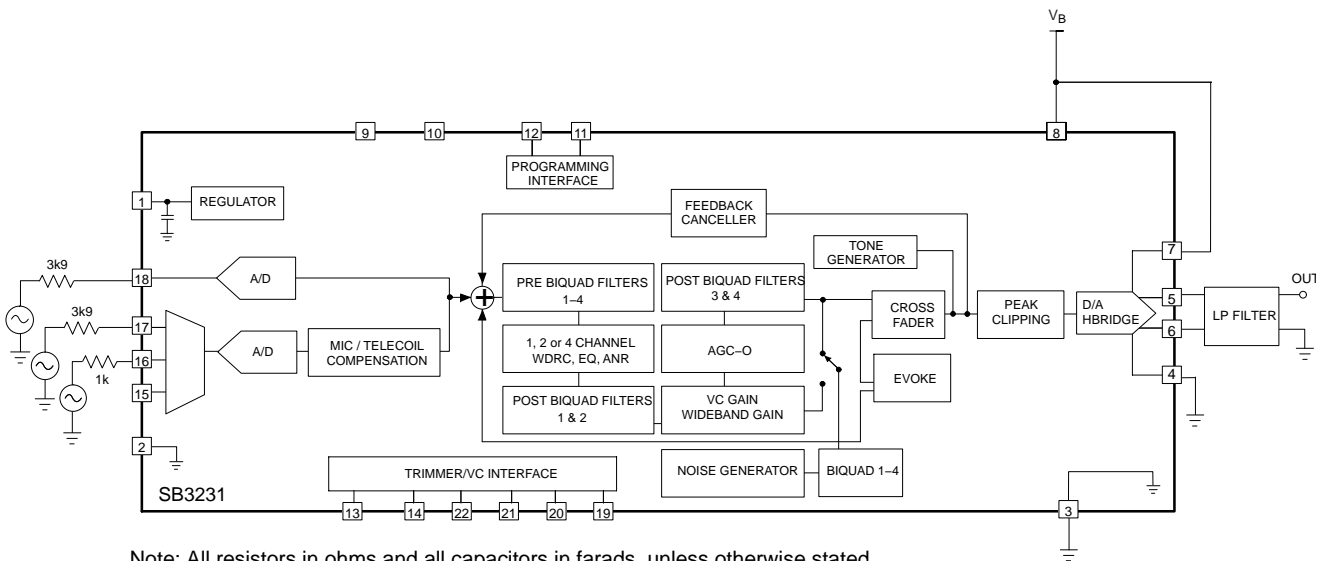 VB
9
10
12
11
8
PROGRAMMING
INTERFACE
1
REGULATOR
FEEDBACK
CANCELLER
TONE
GENERATOR
7
3k9
18
A/D
PRE BIQUAD FILTERS
1–4
POST BIQUAD FILTERS
3 & 4
CROSS
FADER
PEAK
CLIPPING
D/A
HBRIDGE
5
6
LP FILTER
OUT
3k9
17
16
1k
15
A/D
MIC / TELECOIL
COMPENSATION
1, 2 or 4 CHANNEL
WDRC, EQ, ANR
AGC–O
EVOKE
4
POST BIQUAD FILTERS
1 & 2
VC GAIN
WIDEBAND GAIN
2
TRIMMER/VC INTERFACE
NOISE GENERATOR
BIQUAD 1–4
SB3231
13
14
22
21
20
19
3
Note: All resistors in ohms and all capacitors in farads, unless otherwise stated.